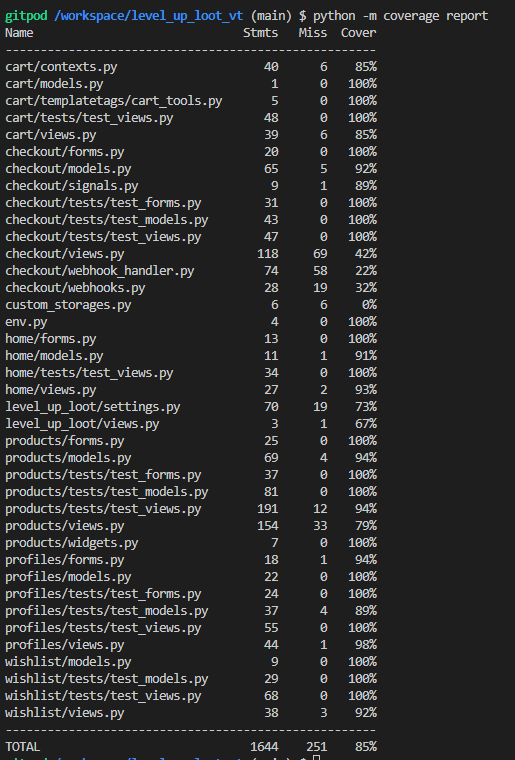 gitpod /workspace/level_up_loot_vt (main) $ python -m coverage report
Name                              Stmts   Miss  Cover
-----------------------------------------------------
cart/contexts.py                     40      6    85%
cart/models.py                        1      0   100%
cart/templatetags/cart_tools.py       5      0   100%
cart/tests/test_views.py             48      0   100%
cart/views.py                        39      6    85%
checkout/forms.py                    20      0   100%
checkout/models.py                   65      5    92%
checkout/signals.py                   9      1    89%
checkout/tests/test_forms.py         31      0   100%
checkout/tests/test_models.py        43      0   100%
checkout/tests/test_views.py         47      0   100%
checkout/views.py                   118     69    42%
checkout/webhook_handler.py          74     58    22%
checkout/webhooks.py                 28     19    32%
custom_storages.py                    6      6     0%
env.py                                4      0   100%
home/forms.py                        13      0   100%
home/models.py                       11      1    91%
home/tests/test_views.py             34      0   100%
home/views.py                        27      2    93%
level_up_loot/settings.py            70     19    73%
level_up_loot/views.py                3      1    67%
products/forms.py                    25      0   100%
products/models.py                   69      4    94%
products/tests/test_forms.py         37      0   100%
products/tests/test_models.py        81      0   100%
products/tests/test_views.py        191     12    94%
products/views.py                   154     33    79%
products/widgets.py                   7      0   100%
profiles/forms.py                    18      1    94%
profiles/models.py                   22      0   100%
profiles/tests/test_forms.py         24      0   100%
profiles/tests/test_models.py        37      4    89%
profiles/tests/test_views.py         55      0   100%
profiles/views.py                    44      1    98%
wishlist/models.py                    9      0   100%
wishlist/tests/test_models.py        29      0   100%
wishlist/tests/test_views.py         68      0   100%
wishlist/views.py                    38      3    92%
-----------------------------------------------------
TOTAL                              1644    251    85%